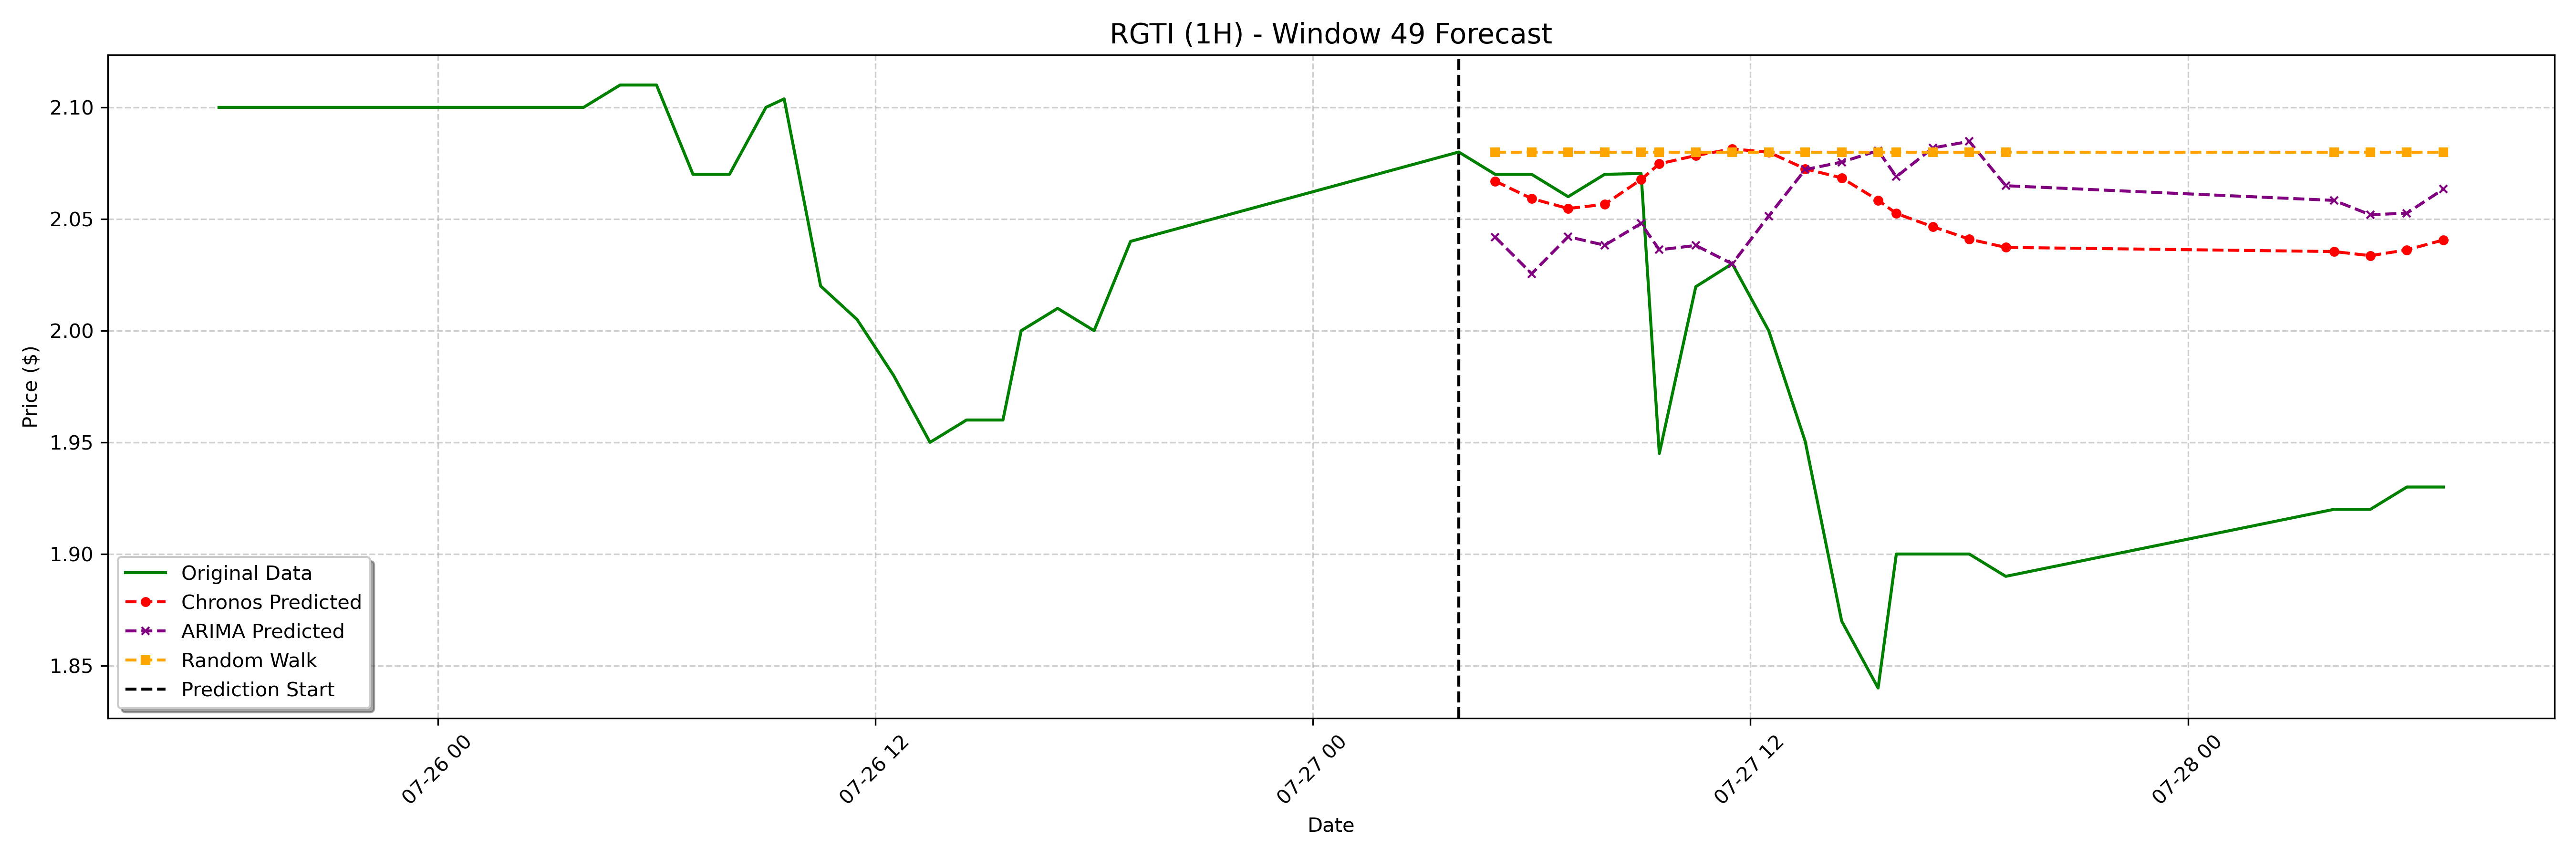 RGTI (1H) - Window 49 Forecast
Price ($)
2.10
2.05
2.00
1.95
1.90
1.85
Original Data
Chronos Predicted
ARIMA Predicted
Random Walk
Prediction Start
07-26 00
07-26 12
07-27 00
07-27 12
07-28 00
Date